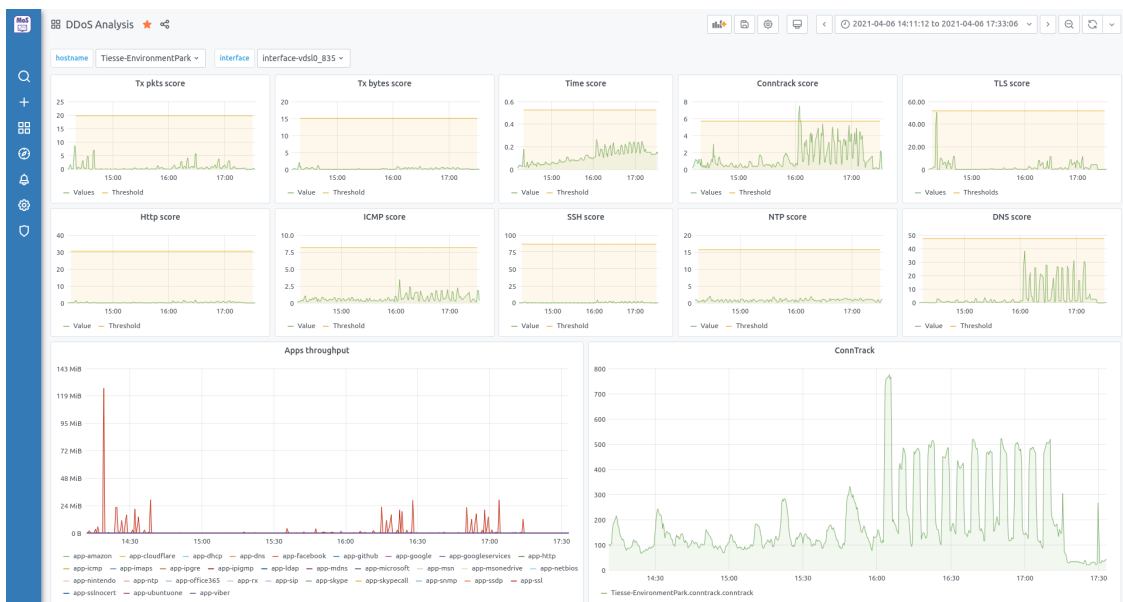 MoS
DDoS Analysis
2021-04-06 14:11:12 to 2021-04-06 17:33:06
hostname Tiesse-EnvironmentPark interface interface-vdsl0_835
Tx pkts score
25
20
15
10
5
0
15:00 16:00 17:00
Values Threshold
Tx bytes score
20
15
10
5
0
15:00 16:00 17:00
Value Threshold
Time score
0.6
0.4
0.2
0
15:00 16:00 17:00
Value Threshold
Conntrack score
8
6
4
2
0
15:00 16:00 17:00
Values Threshold
TLS score
60.00
40.00
20.00
0
15:00 16:00 17:00
Values Thresholds
Http score
40
30
20
10
0
15:00 16:00 17:00
Value Threshold
ICMP score
10.0
7.5
5.0
2.5
0
15:00 16:00 17:00
Value Threshold
SSH score
100
75
50
25
0
15:00 16:00 17:00
Value Threshold
NTP score
20
15
10
5
0
15:00 16:00 17:00
Value Threshold
DNS score
50
40
30
20
10
0
15:00 16:00 17:00
Value Threshold
Apps throughput
143 MiB
119 MiB
95 MiB
72 MiB
48 MiB
24 MiB
0 B
14:30 15:00 15:30 16:00 16:30 17:00 17:30
app-amazon app-cloudflare app-dhcp app-dns app-facebook app-github app-google app-googleservices app-http
app-icmp app-imaps app-ipgre app-ipigmp app-ldap app-mdns app-microsoft app-msn app-msonedrive app-netbios
app-nintendo app-ntp app-office365 app-rx app-sip app-skype app-skypecall app-snmp app-ssdp app-ssl
app-sslnocert app-ubuntuone app-viber
ConnTrack
800
700
600
500
400
300
200
100
0
14:30 15:00 15:30 16:00 16:30 17:00 17:30
Tiesse-EnvironmentPark.conntrack.conntrack